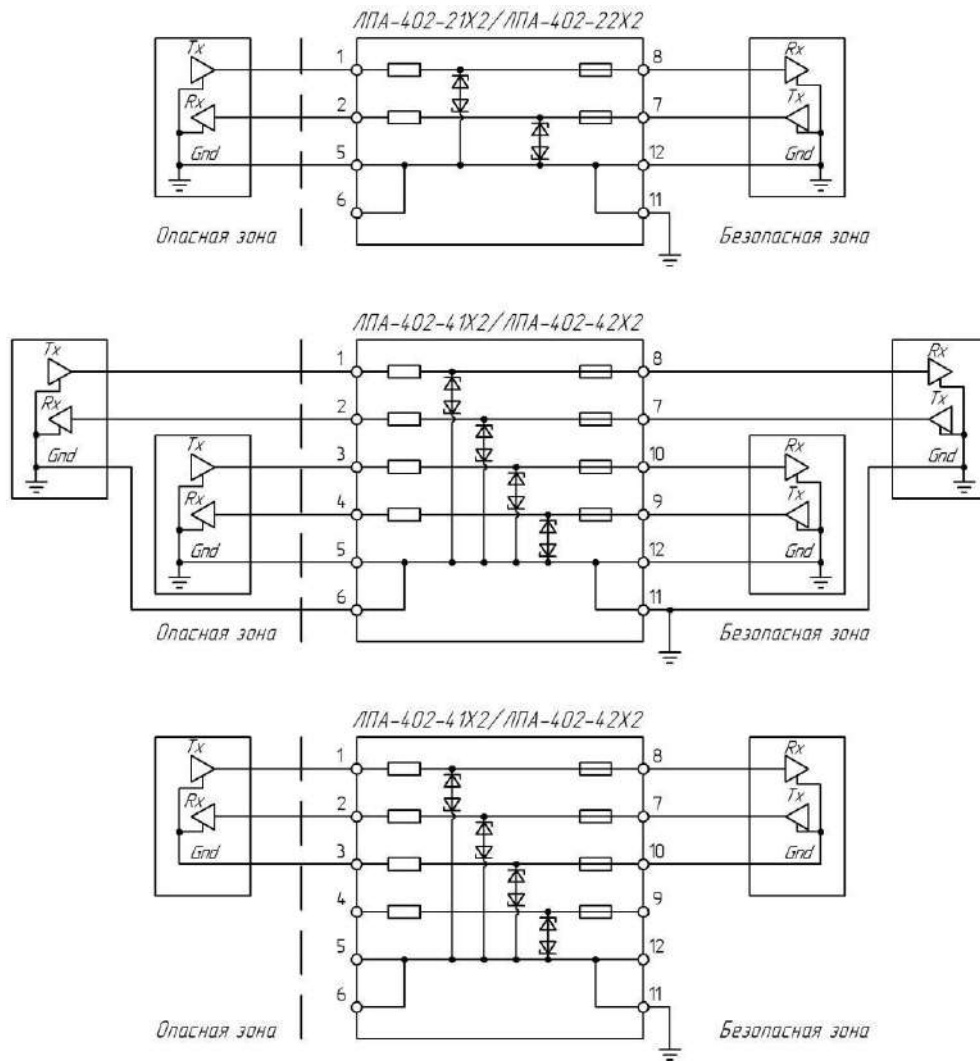 ЛПА-402-21Х2/ЛПА-402-22Х2
Tx 1 8 Rx
Rx 2 7 Tx
Gnd 5 12 Gnd
6 11
Опасная зона Безопасная зона
ЛПА-402-41Х2/ЛПА-402-42Х2
Tx 1 8 Rx
Rx 2 7 Tx
Gnd Tx 3 10 Rx Gnd
Rx 4 9 Tx
Gnd 5 12 Gnd
6 11
Опасная зона Безопасная зона
ЛПА-402-41Х2/ЛПА-402-42Х2
Tx 1 8 Rx
Rx 2 7 Tx
Gnd 3 10 Gnd
4 9
5 12
6 11
Опасная зона Безопасная зона